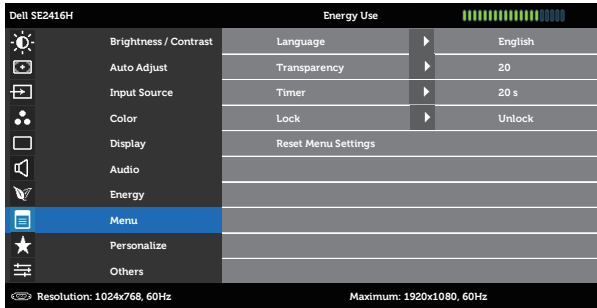 Dell SE2416H Energy Use
Brightness / Contrast Language English
Auto Adjust Transparency 20
Input Source Timer 20 s
Color Lock Unlock
Display Reset Menu Settings
Audio
Energy
Menu
Personalize
Others
Resolution: 1024x768, 60Hz Maximum: 1920x1080, 60Hz